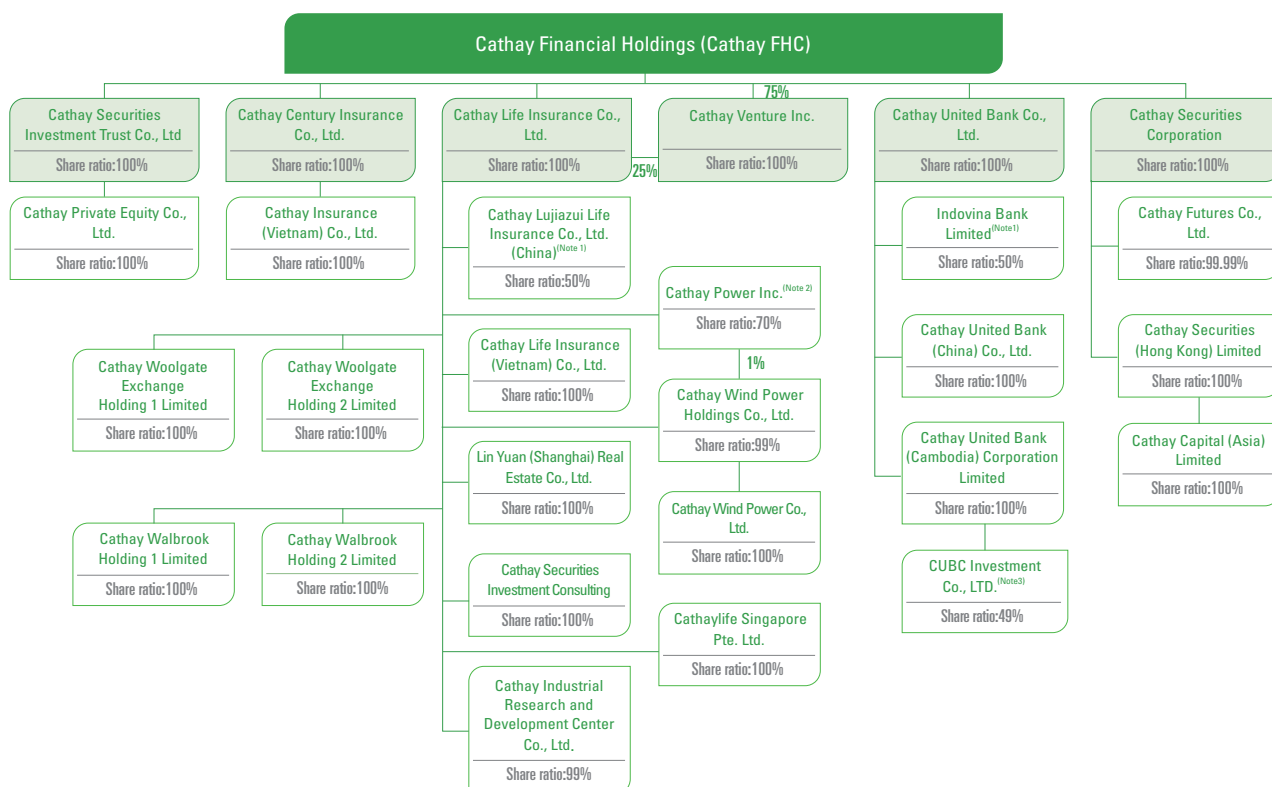 Cathay Financial Holdings (Cathay FHC)
75%
Cathay Securities
Investment Trust Co., Ltd
Share ratio:100%
Cathay Century Insurance
Co., Ltd.
Share ratio:100%
Cathay Life Insurance Co.,
Ltd.
Share ratio:100%
25%
Cathay Venture Inc.
Share ratio:100%
Cathay United Bank Co.,
Ltd.
Share ratio:100%
Cathay Securities
Corporation
Share ratio:100%
Cathay Private Equity Co.,
Ltd.
Share ratio:100%
Cathay Insurance
(Vietnam) Co., Ltd.
Share ratio:100%
Cathay Lujiazui Life
Insurance Co., Ltd.
(China)(Note 1)
Share ratio:50%
Cathay Power Inc.(Note 2)
Share ratio:70%
1%
Indovina Bank
Limited(Note1)
Share ratio:50%
Cathay Futures Co.,
Ltd.
Share ratio:99.99%
Cathay Woolgate
Exchange
Holding 1 Limited
Share ratio:100%
Cathay Woolgate
Exchange
Holding 2 Limited
Share ratio:100%
Cathay Life Insurance
(Vietnam) Co., Ltd.
Share ratio:100%
Cathay Wind Power
Holdings Co., Ltd.
Share ratio:99%
Cathay United Bank
(China) Co., Ltd.
Share ratio:100%
Cathay Securities
(Hong Kong) Limited
Share ratio:100%
Lin Yuan (Shanghai) Real
Estate Co., Ltd.
Share ratio:100%
Cathay Wind Power Co.,
Ltd.
Share ratio:100%
Cathay United Bank
(Cambodia) Corporation
Limited
Share ratio:100%
Cathay Capital (Asia)
Limited
Share ratio:100%
Cathay Walbrook
Holding 1 Limited
Share ratio:100%
Cathay Walbrook
Holding 2 Limited
Share ratio:100%
Cathay Securities
Investment Consulting
Share ratio:100%
Cathaylife Singapore
Pte. Ltd.
Share ratio:100%
CUBC Investment
Co., LTD.(Note3)
Share ratio:49%
Cathay Industrial
Research and
Development Center
Co., Ltd.
Share ratio:99%